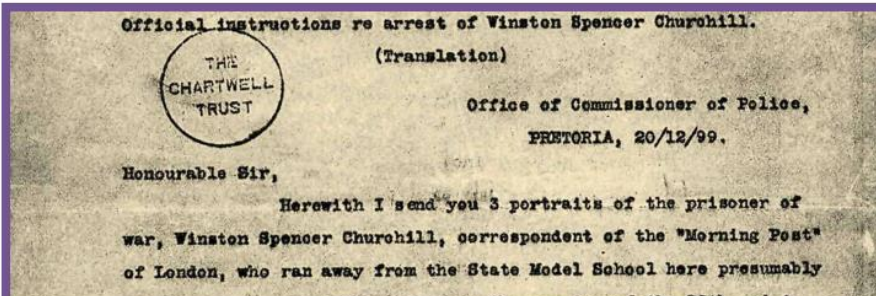 Official instructions re arrest of Winston Spencer Churchill.
(Translation)
THE
CHARTWELL
TRUST
Office of Commissioner of Police,
PRETORIA, 20/12/99.
Honourable Sir,
Herewith I send you 3 portraits of the prisoner of
war, Winston Spencer Churchill, correspondent of the "Morning Post"
of London, who ran away from the State Model School here presumably